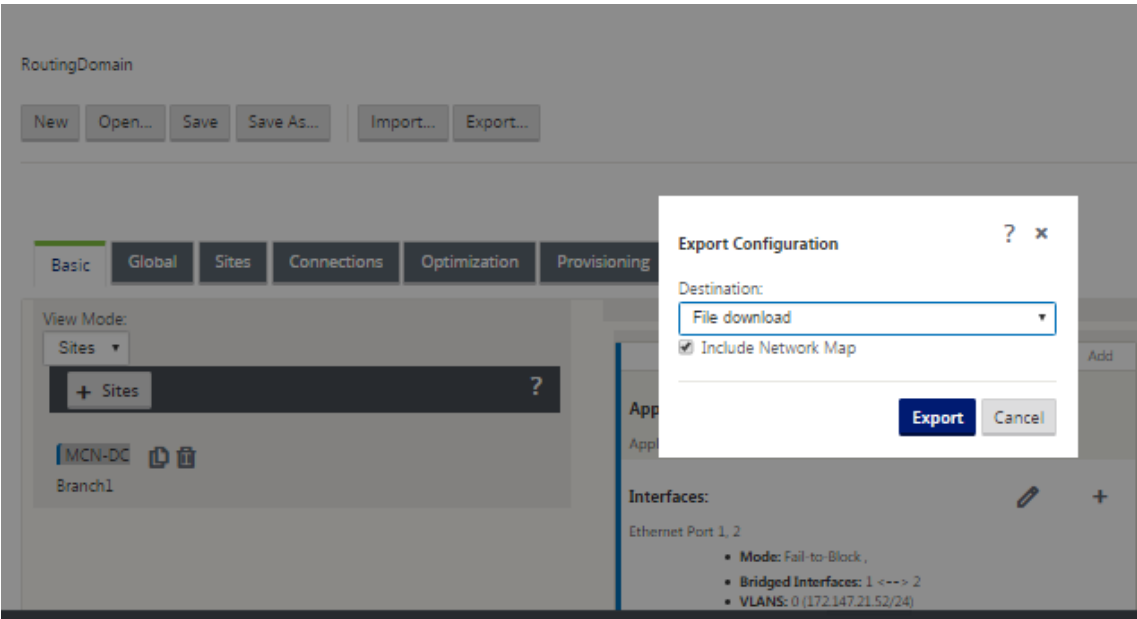 RoutingDomain
New Open... Save Save As... Import... Export...
Basic Global Sites Connections Optimization Provisioning
View Mode:
Sites ▼
+ Sites ?
MCN-DC
Branch1
Export Configuration ? ×
Destination:
File download ▼
Include Network Map
Export Cancel
Add
App
Appl
Interfaces: +
Ethernet Port 1, 2
• Mode: Fail-to-Block ,
• Bridged Interfaces: 1 <--> 2
• VLANS: 0 (172.147.21.52/24)